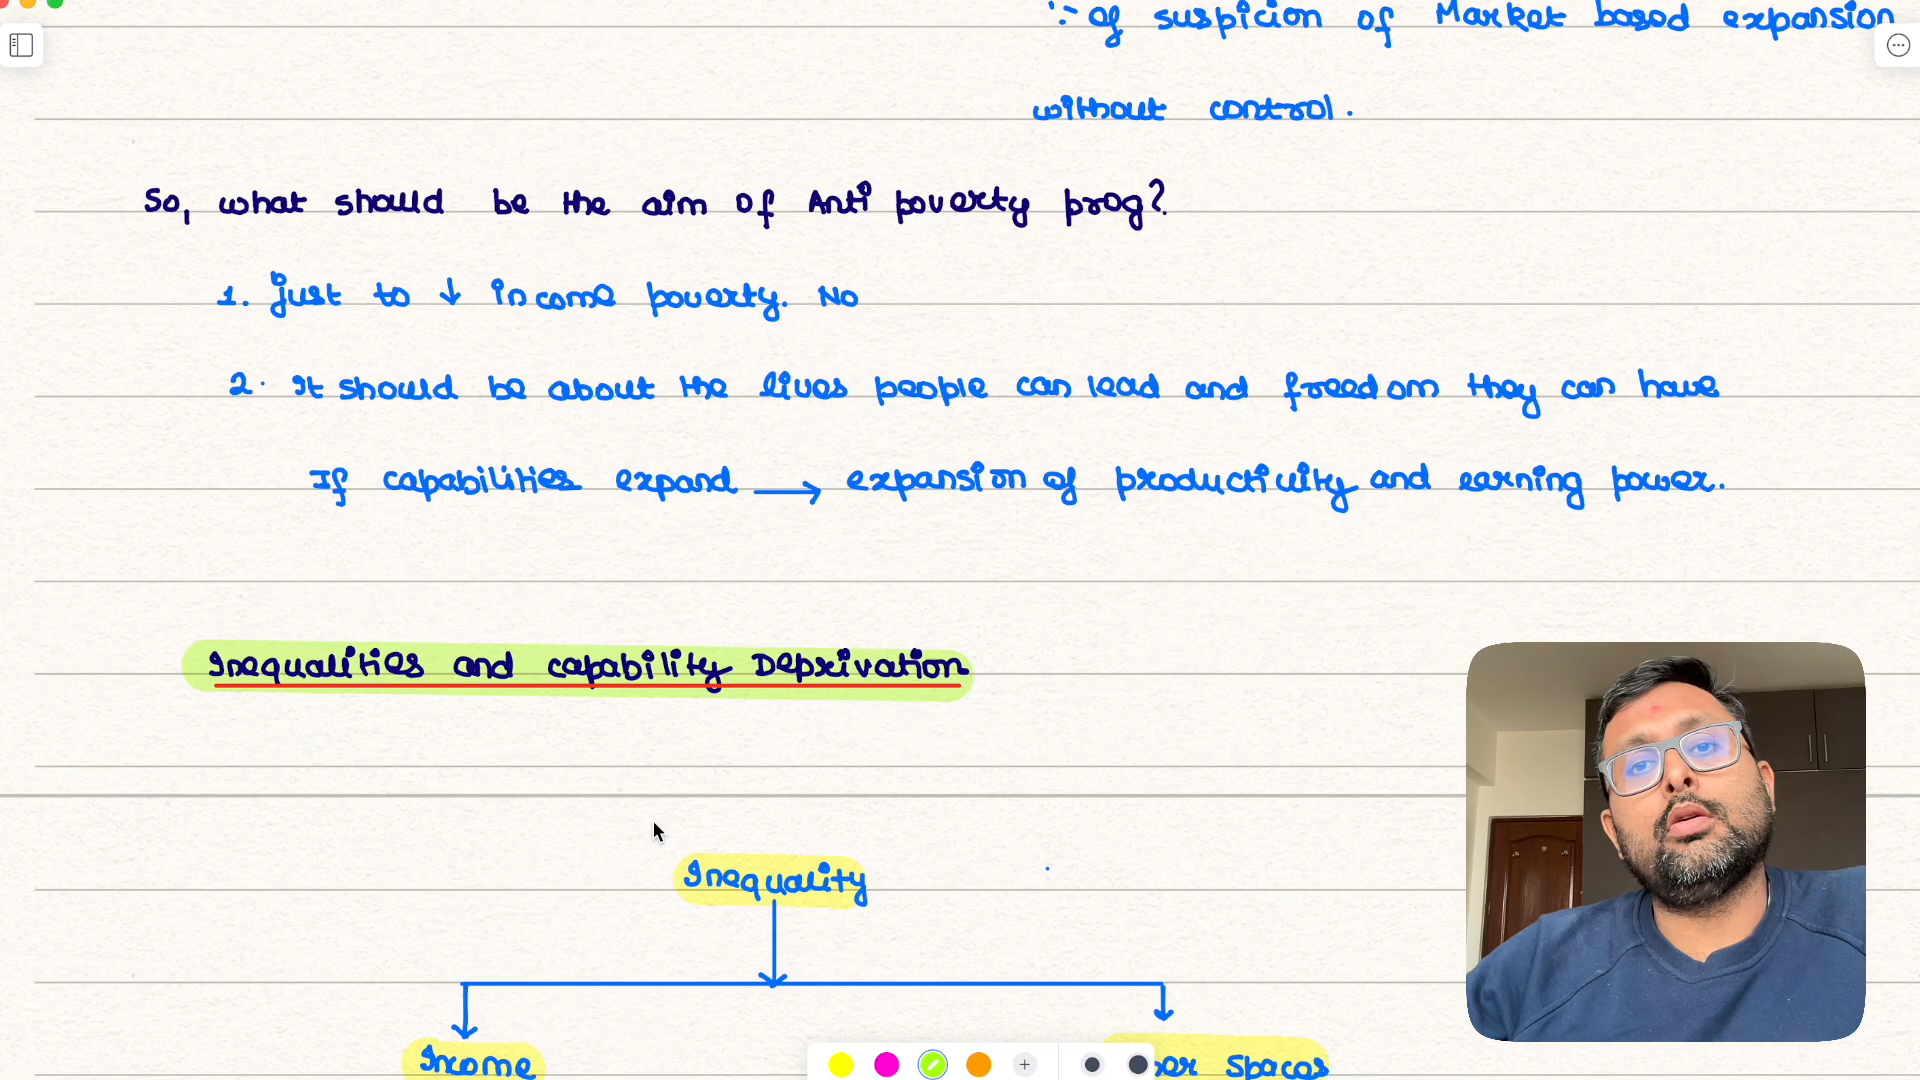 ∵ of suspicion of Market based expansion
without control.
So, what should be the aim of Anti poverty prog?
1. just to ↓ income poverty. No
2. It should be about the lives people can lead and freedom they can have
If capabilities expand → expansion of productivity and earning power.
Inequalities and capability Deprivation
Inequality
Income
Spaces